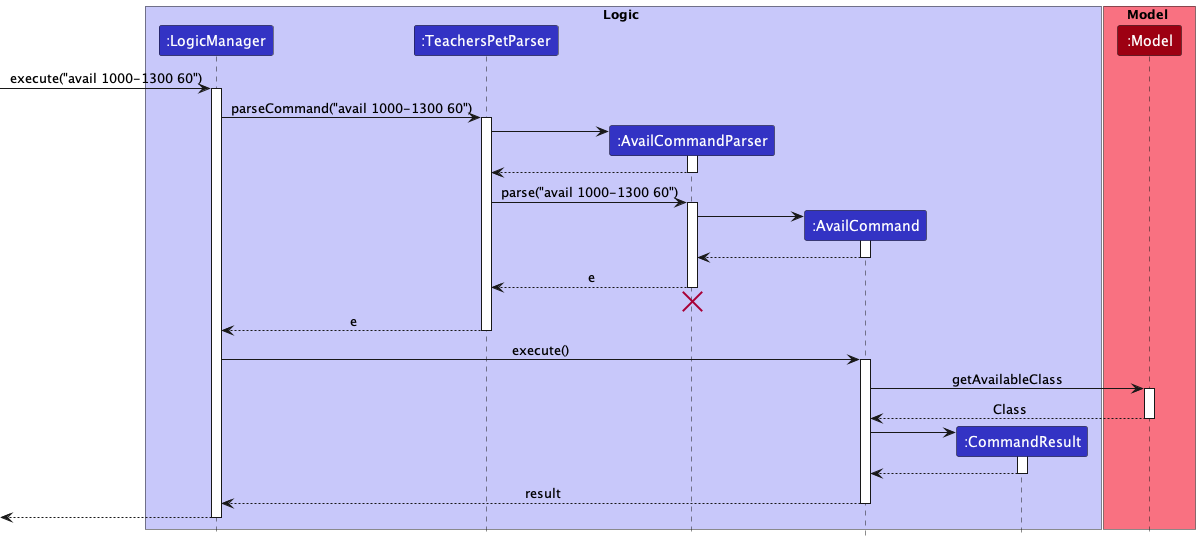 Logic
Model
:LogicManager
:TeachersPetParser
:Model
execute("avail 1000-1300 60")
parseCommand("avail 1000-1300 60")
:AvailCommandParser
parse("avail 1000-1300 60")
:AvailCommand
e
e
execute()
getAvailableClass
Class
:CommandResult
result